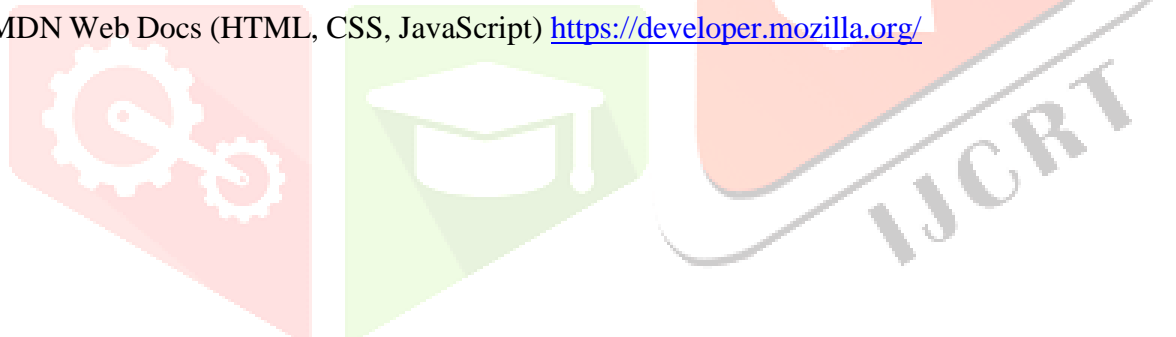 MDN Web Docs (HTML, CSS, JavaScript) https://developer.mozilla.org/
IJCRT